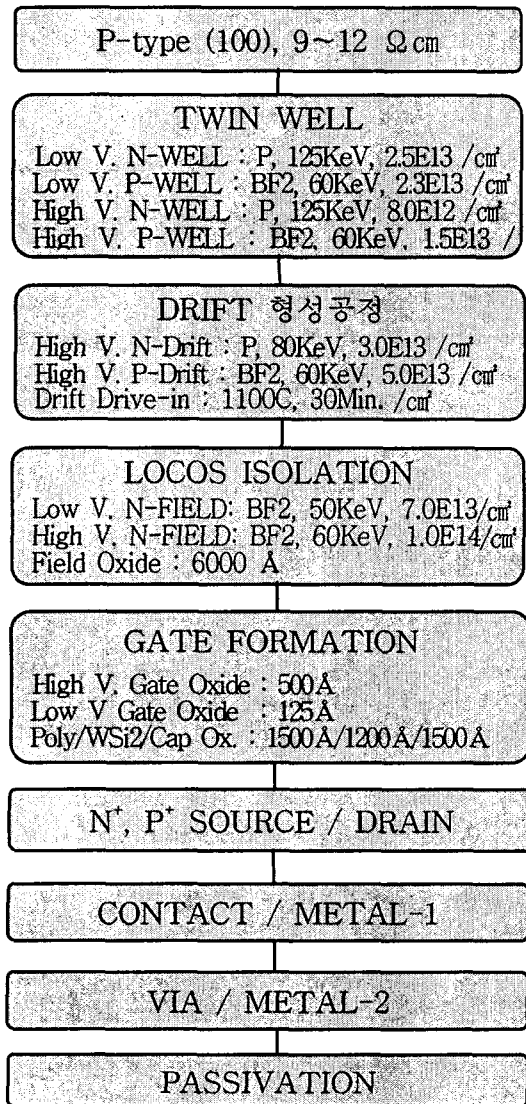 P-type (100), 9~12 Ω㎝
TWIN WELL
Low V. N-WELL : P, 125KeV, 2.5E13 /㎠
Low V. P-WELL : BF2, 60KeV, 2.3E13 /㎠
High V. N-WELL : P, 125KeV, 8.0E12 /㎠
High V. P-WELL : BF2, 60KeV, 1.5E13 /
DRIFT 형성공정
High V. N-Drift : P, 80KeV, 3.0E13 /㎠
High V. P-Drift : BF2, 60KeV, 5.0E13 /㎠
Drift Drive-in : 1100C, 30Min. /㎠
LOCOS ISOLATION
Low V. N-FIELD: BF2, 50KeV, 7.0E13/㎠
High V. N-FIELD: BF2, 60KeV, 1.0E14/㎠
Field Oxide : 6000 Å
GATE FORMATION
High V. Gate Oxide : 500Å
Low V Gate Oxide : 125Å
Poly/WSi2/Cap Ox. : 1500Å/1200Å/1500Å
N⁺, P⁺ SOURCE / DRAIN
CONTACT / METAL-1
VIA / METAL-2
PASSIVATION